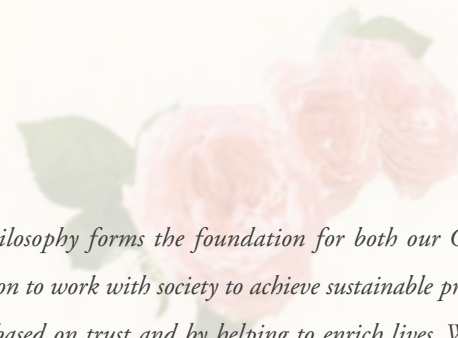 ilosophy forms the foundation for both our
on to work with society to achieve sustainable pr
based on trust and by helping to enrich lives. W